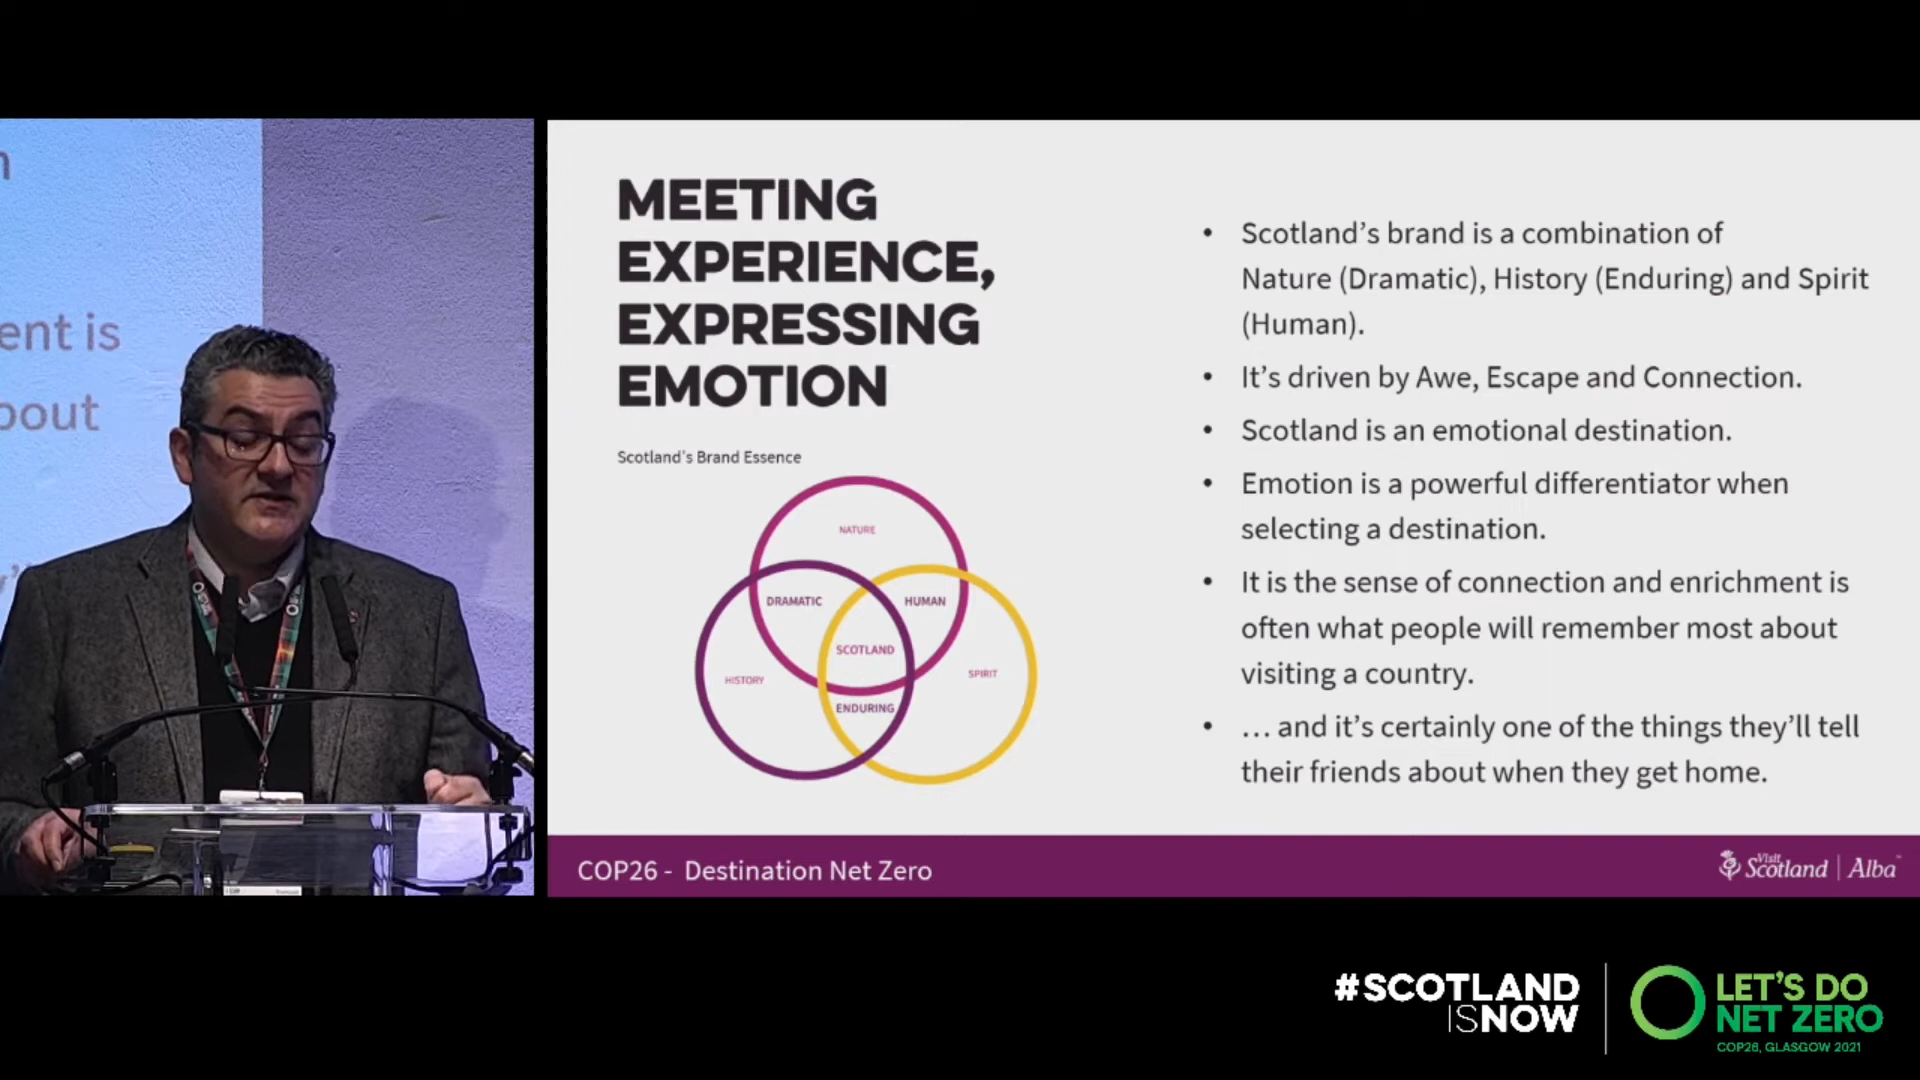 ent is
bout
MEETING
EXPERIENCE,
EXPRESSING
EMOTION
Scotland's Brand Essence
NATURE
DRAMATIC
HUMAN
SCOTLAND
HISTORY
SPIRIT
ENDURING
• Scotland's brand is a combination of
Nature (Dramatic), History (Enduring) and Spirit
(Human).
• It's driven by Awe, Escape and Connection.
• Scotland is an emotional destination.
• Emotion is a powerful differentiator when
selecting a destination.
• It is the sense of connection and enrichment is
often what people will remember most about
visiting a country.
• … and it's certainly one of the things they'll tell
their friends about when they get home.
COP26 - Destination Net Zero
Visit Scotland | Alba
#SCOTLAND
ISNOW
LET'S DO
NET ZERO
COP26, GLASGOW 2021